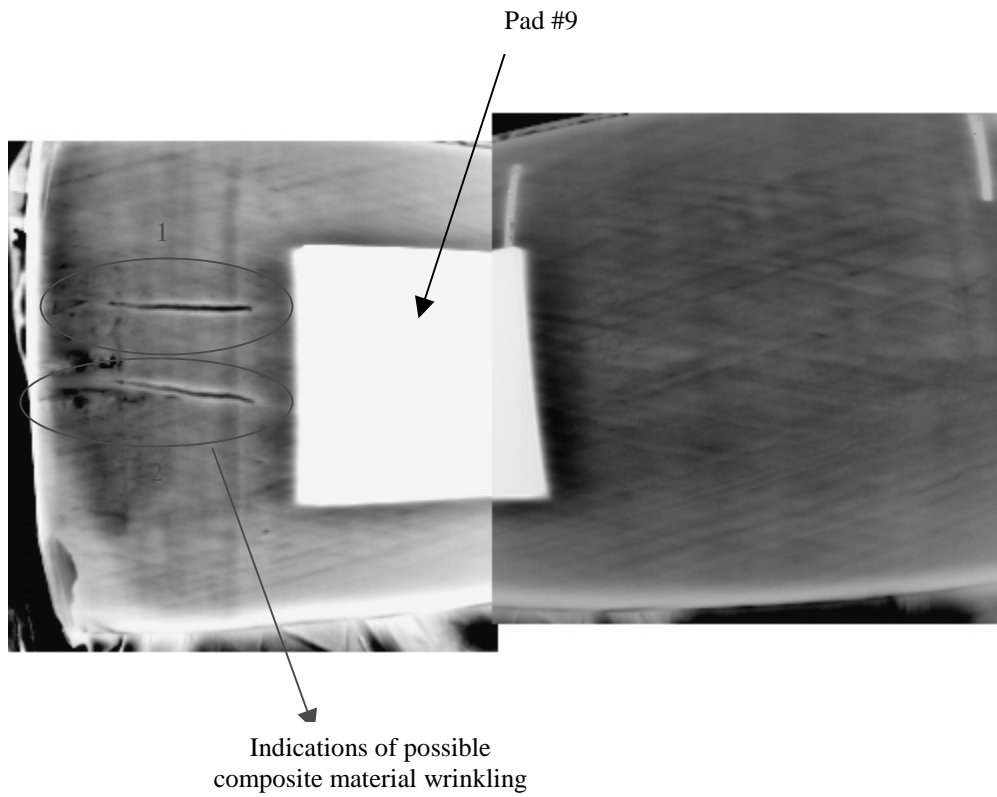 Pad #9
1
2
Indications of possible
composite material wrinkling